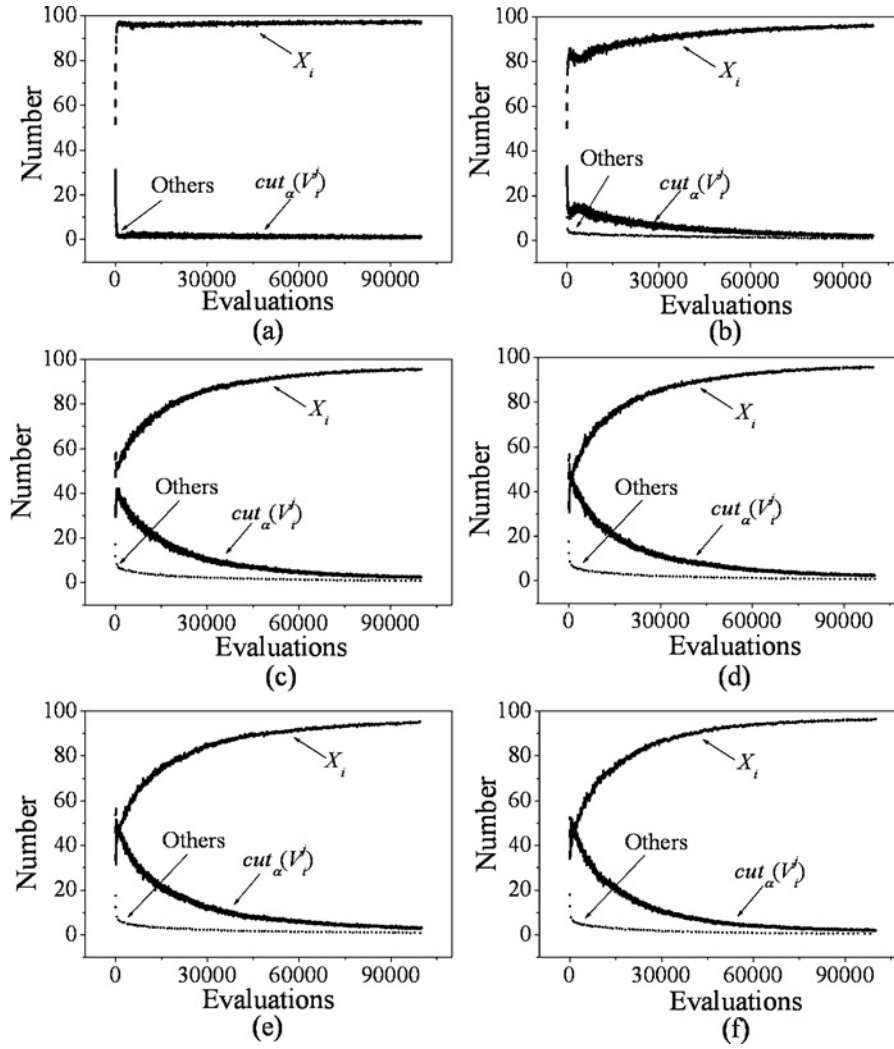 100
80
60
40
20
0
Number
X_i
Others
cut_α(V_i^j)
0 30000 60000 90000
Evaluations
(a)
100
80
60
40
20
0
Number
X_i
Others
cut_α(V_i^j)
0 30000 60000 90000
Evaluations
(b)
100
80
60
40
20
0
Number
X_i
Others
cut_α(V_i^j)
0 30000 60000 90000
Evaluations
(c)
100
80
60
40
20
0
Number
X_i
Others
cut_α(V_i^j)
0 30000 60000 90000
Evaluations
(d)
100
80
60
40
20
0
Number
X_i
Others
cut_α(V_i^j)
0 30000 60000 90000
Evaluations
(e)
100
80
60
40
20
0
Number
X_i
Others
cut_α(V_i^j)
0 30000 60000 90000
Evaluations
(f)